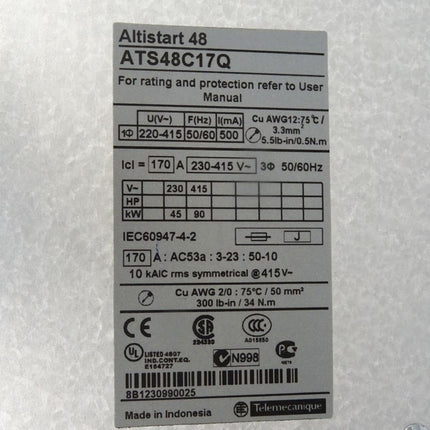 Altistart 48
ATS48C17Q
For rating and protection refer to User
Manual
U(V~) F(Hz) I(mA) Cu AWG12:75°C /
1Φ 220-415 50/60 500 3.3mm²
5.5lb-in/0.5N.m
Icl = 170 A 230-415 V~ 3Φ 50/60Hz
V~ 230 415
HP
kW 45 90
IEC60947-4-2 J
170 A : AC53a : 3-23 : 50-10
10 kAIC rms symmetrical @415V~
Cu AWG 2/0 : 75°C / 50 mm²
300 lb-in / 34 N.m
CE
UL LISTED 4807
IND.CONT.EQ.
E164727
N998
8B1230990025
Made in Indonesia Telemecanique